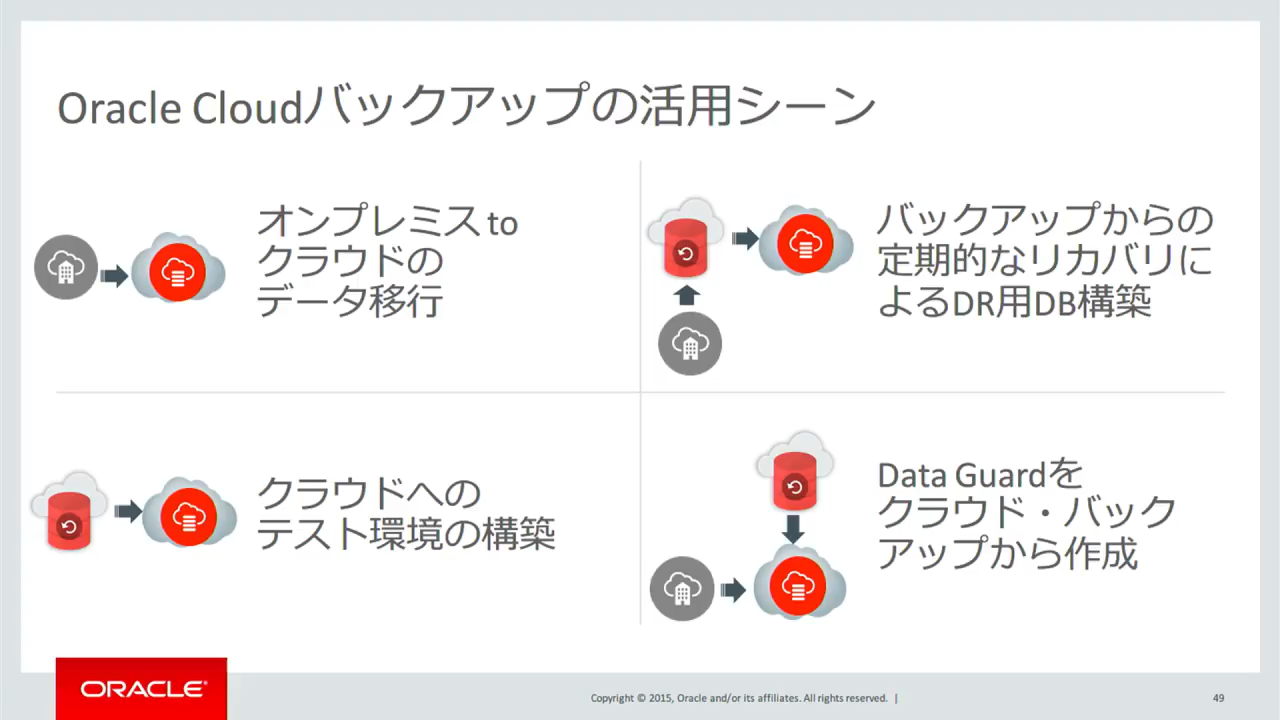 Oracle Cloudバックアップの活用シーン
オンプレミス to
クラウドの
データ移行
バックアップからの
定期的なリカバリに
よるDR用DB構築
クラウドへの
テスト環境の構築
Data Guardを
クラウド・バック
アップから作成
ORACLE®
Copyright © 2015, Oracle and/or its affiliates. All rights reserved. |
49